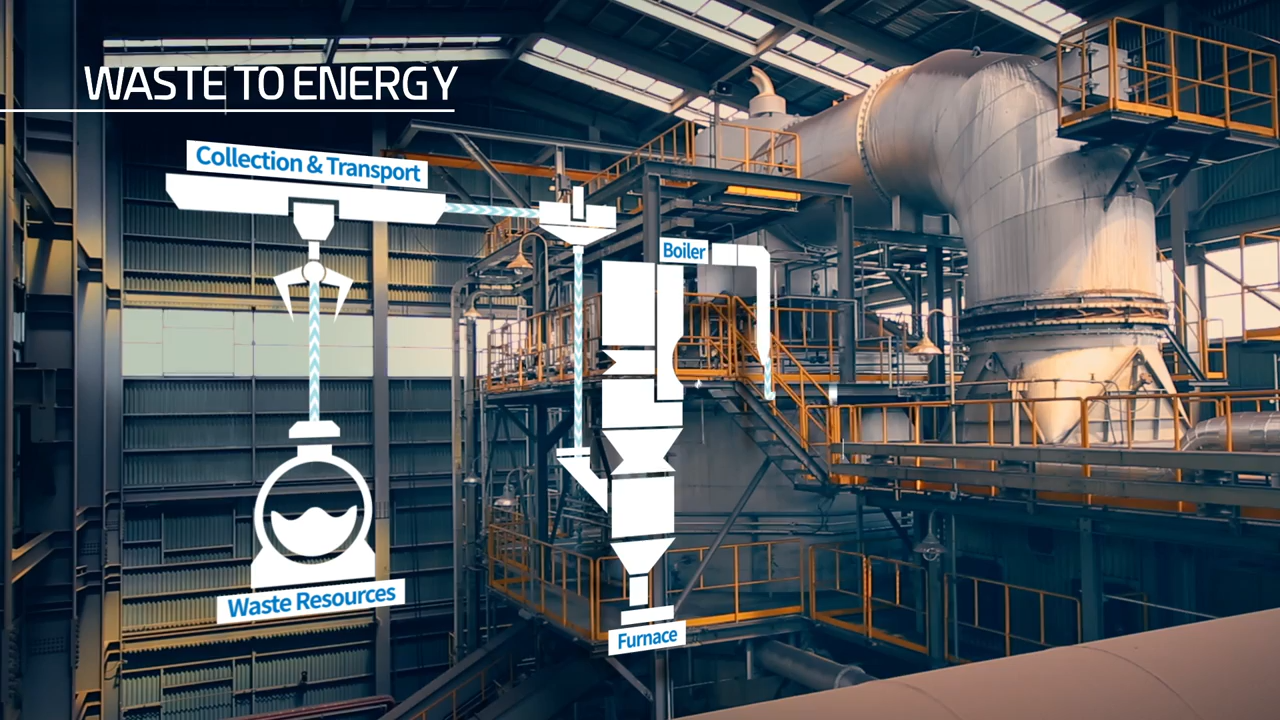 WASTE TO ENERGY
Collection & Transport
Boiler
Waste Resources
Furnace